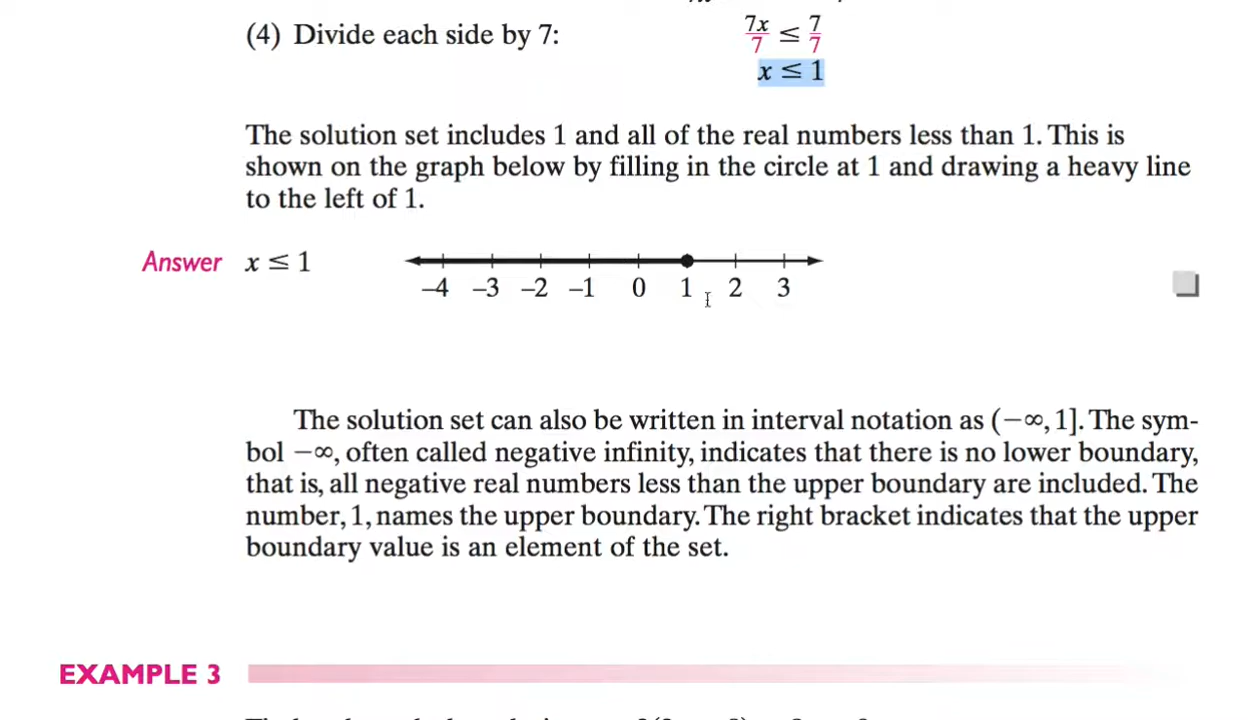 (4) Divide each side by 7:
7x/7 ≤ 7/7
x ≤ 1
The solution set includes 1 and all of the real numbers less than 1. This is
shown on the graph below by filling in the circle at 1 and drawing a heavy line
to the left of 1.
Answer x ≤ 1
–4 –3 –2 –1 0 1 2 3
The solution set can also be written in interval notation as (−∞, 1]. The sym-
bol −∞, often called negative infinity, indicates that there is no lower boundary,
that is, all negative real numbers less than the upper boundary are included. The
number, 1, names the upper boundary. The right bracket indicates that the upper
boundary value is an element of the set.
EXAMPLE 3